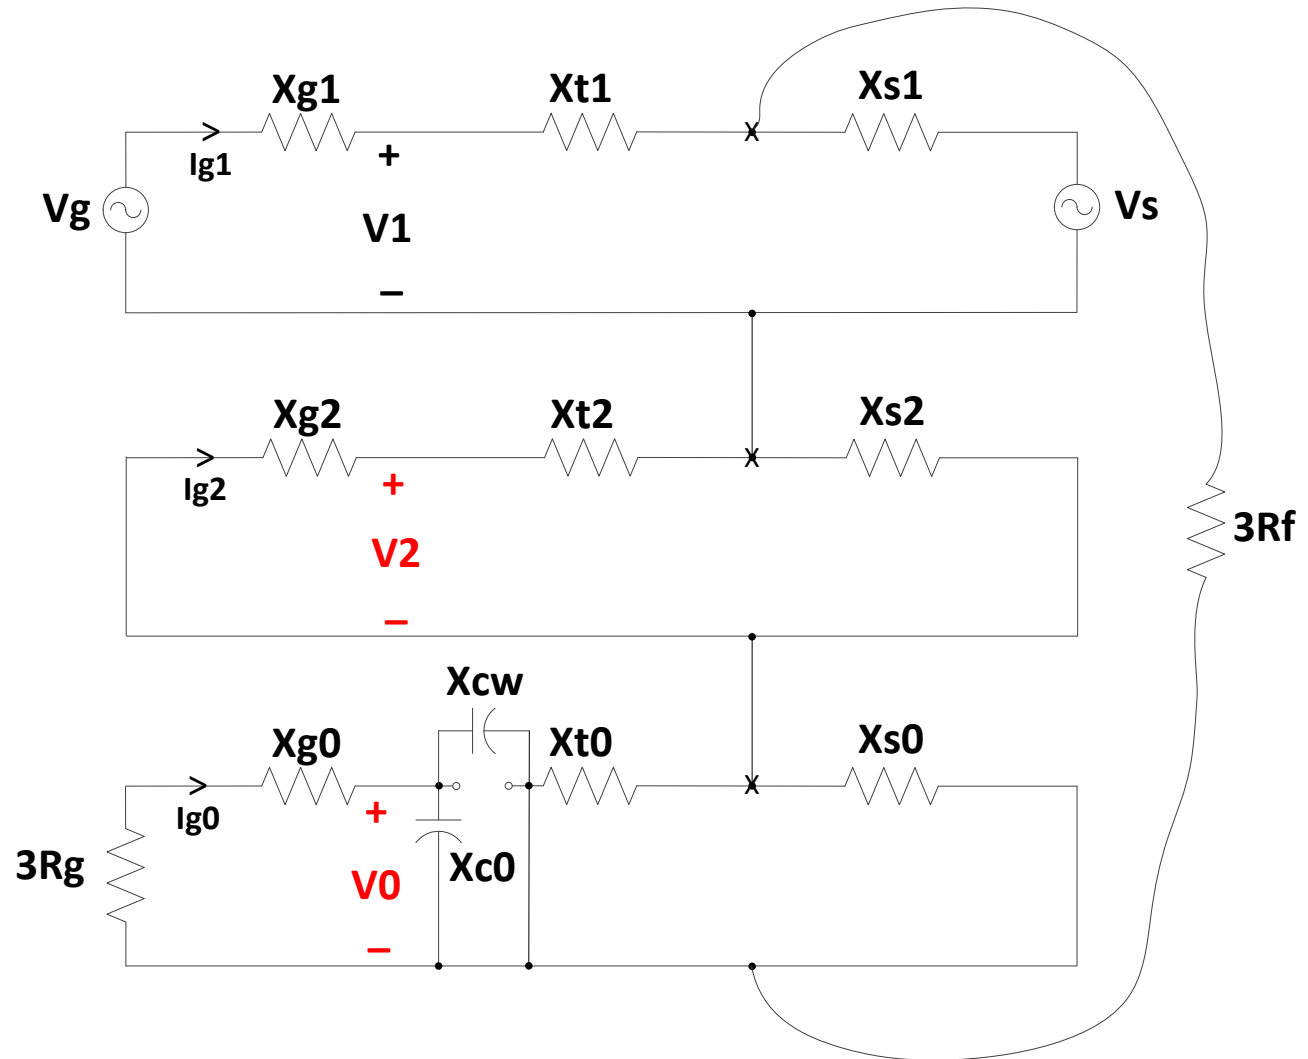 Xg1
Xt1
Xs1
Ig1
+
Vg
V1
Vs
–
Xg2
Xt2
Xs2
Ig2
+
V2
3Rf
–
Xcw
Xg0
Xt0
Xs0
Ig0
+
3Rg
V0
Xc0
–